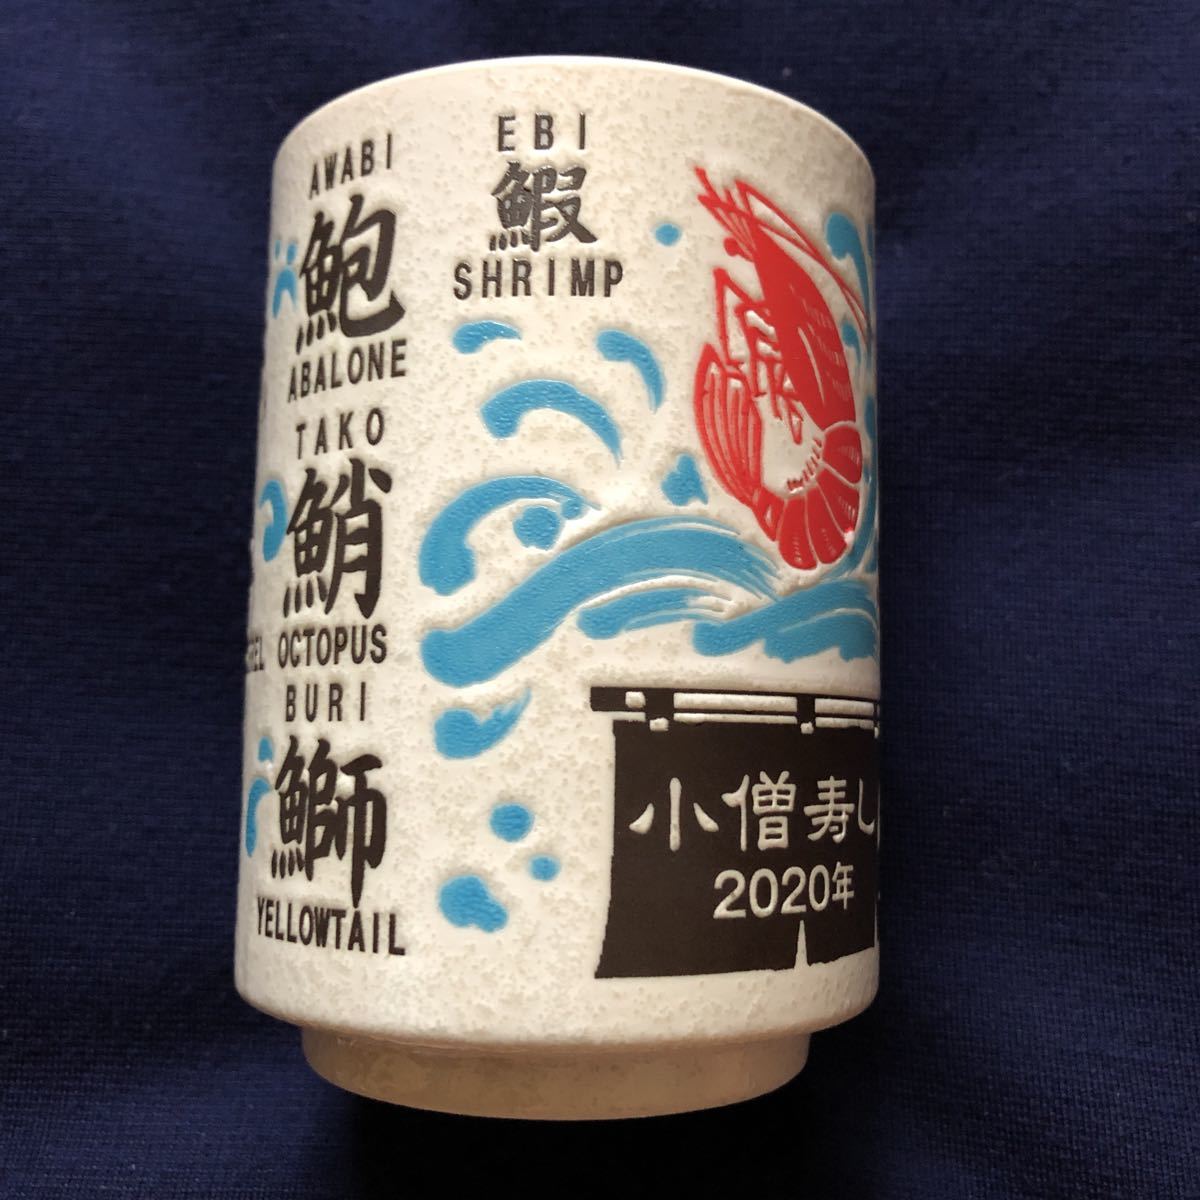 AWABI
鮑
ABALONE
TAKO
鮹
OCTOPUS
BURI
鰤
YELLOWTAIL
EBI
鰕
SHRIMP
小僧寿し
2020年